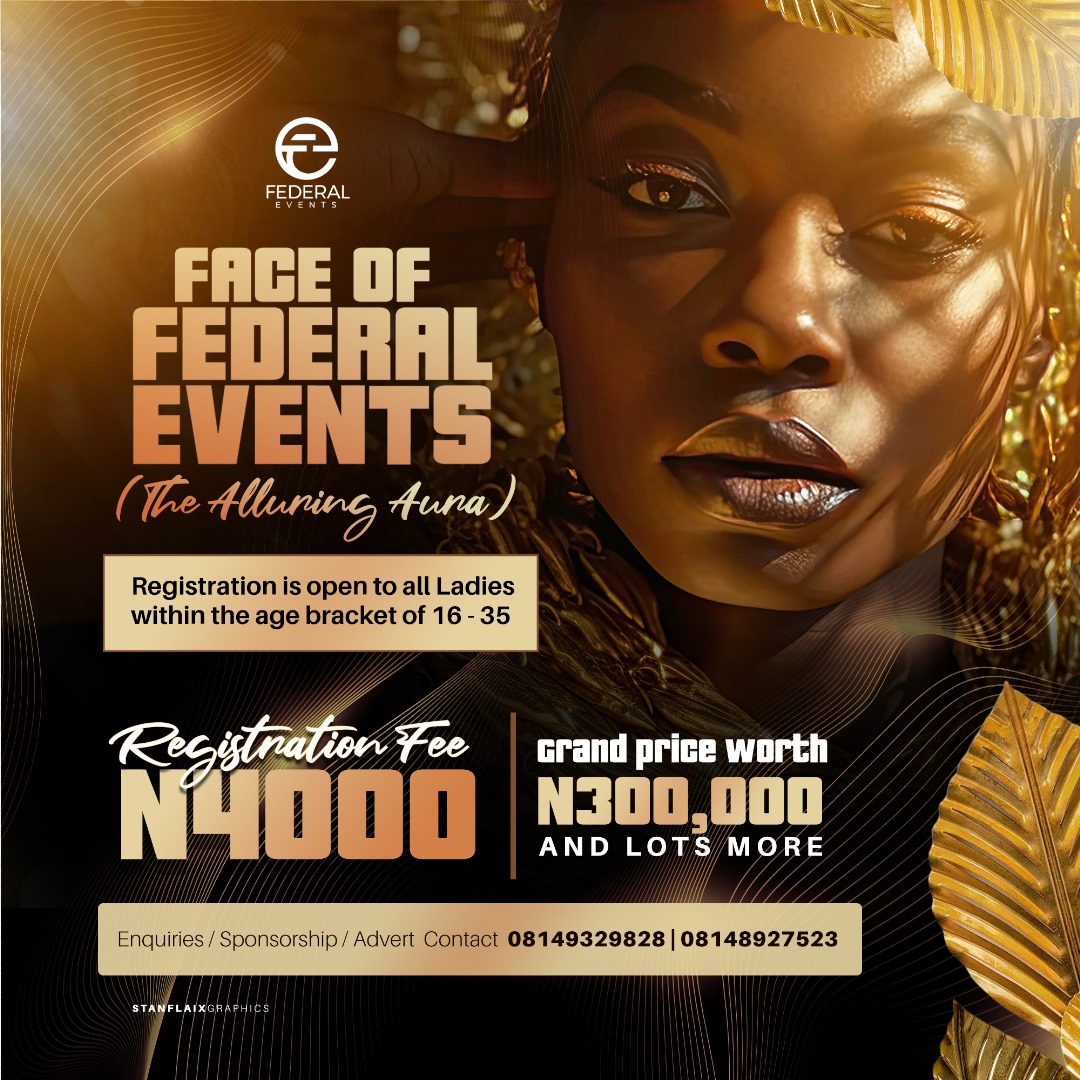 FEDERAL
EVENTS
FACE OF
FEDERAL
EVENTS
(The Alluring Aura)
Registration is open to all Ladies
within the age bracket of 16 - 35
Registration Fee
N4000
Grand price worth
N300,000
AND LOTS MORE
Enquiries / Sponsorship / Advert Contact 08149329828 | 08148927523
STANFLAIXGRAPHICS